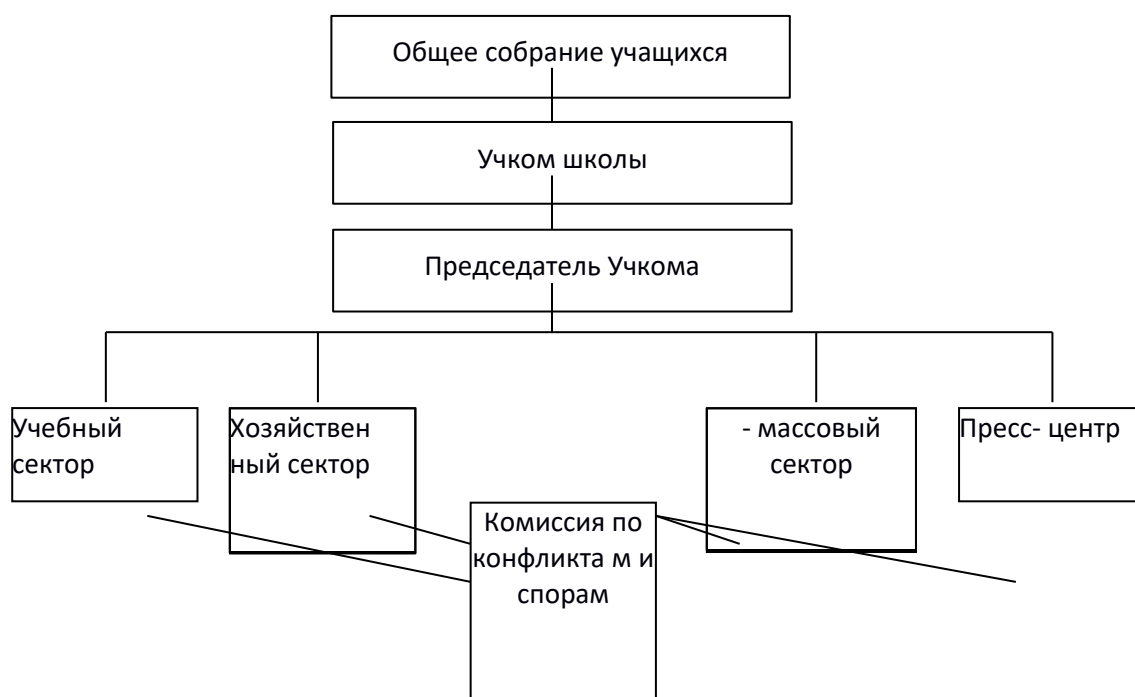 Общее собрание учащихся
Учком школы
Председатель Учкома
Учебный
сектор
Хозяйствен
ный сектор
- массовый
сектор
Пресс- центр
Комиссия по
конфликта м и
спорам